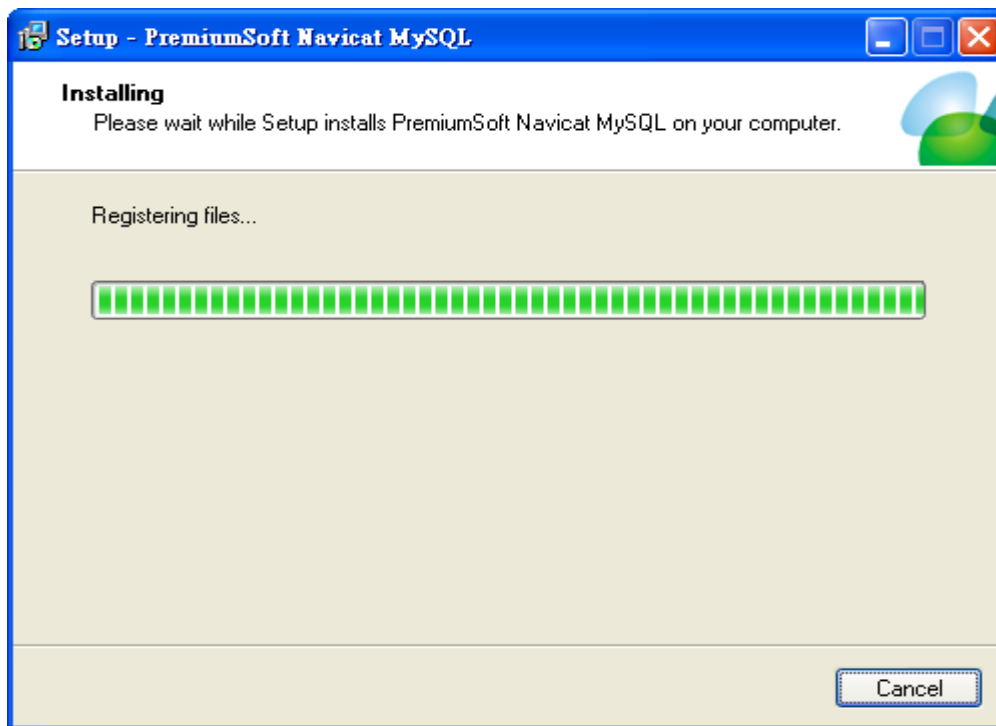 Setup - PremiumSoft Navicat MySQL
Installing
Please wait while Setup installs PremiumSoft Navicat MySQL on your computer.
Registering files...
Cancel